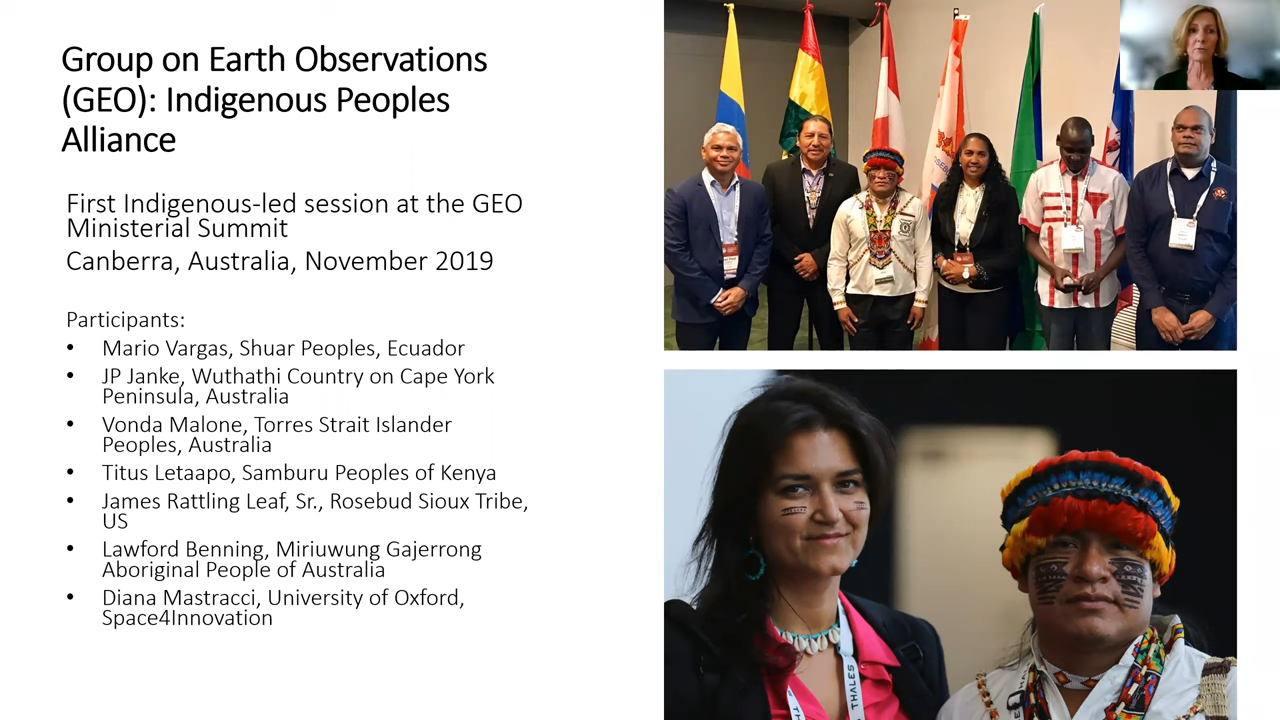 Group on Earth Observations
(GEO): Indigenous Peoples
Alliance
First Indigenous-led session at the GEO
Ministerial Summit
Canberra, Australia, November 2019
Participants:
• Mario Vargas, Shuar Peoples, Ecuador
• JP Janke, Wuthathi Country on Cape York
Peninsula, Australia
• Vonda Malone, Torres Strait Islander
Peoples, Australia
• Titus Letaapo, Samburu Peoples of Kenya
• James Rattling Leaf, Sr., Rosebud Sioux Tribe,
US
• Lawford Benning, Miriuwung Gajerrong
Aboriginal People of Australia
• Diana Mastracci, University of Oxford,
Space4Innovation
THALES